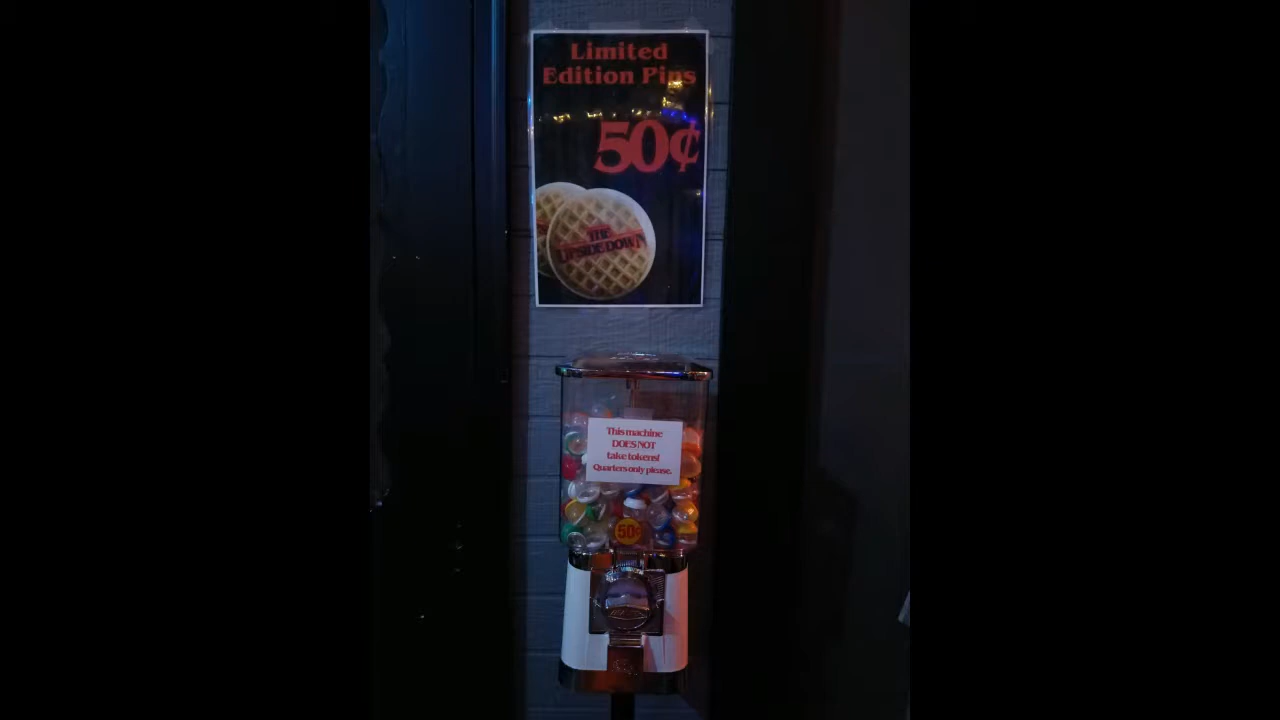 Limited
Edition Pins
50¢
THE
UPSIDE DOWN
This machine
DOES NOT
take tokens!
Quarters only please.
50¢